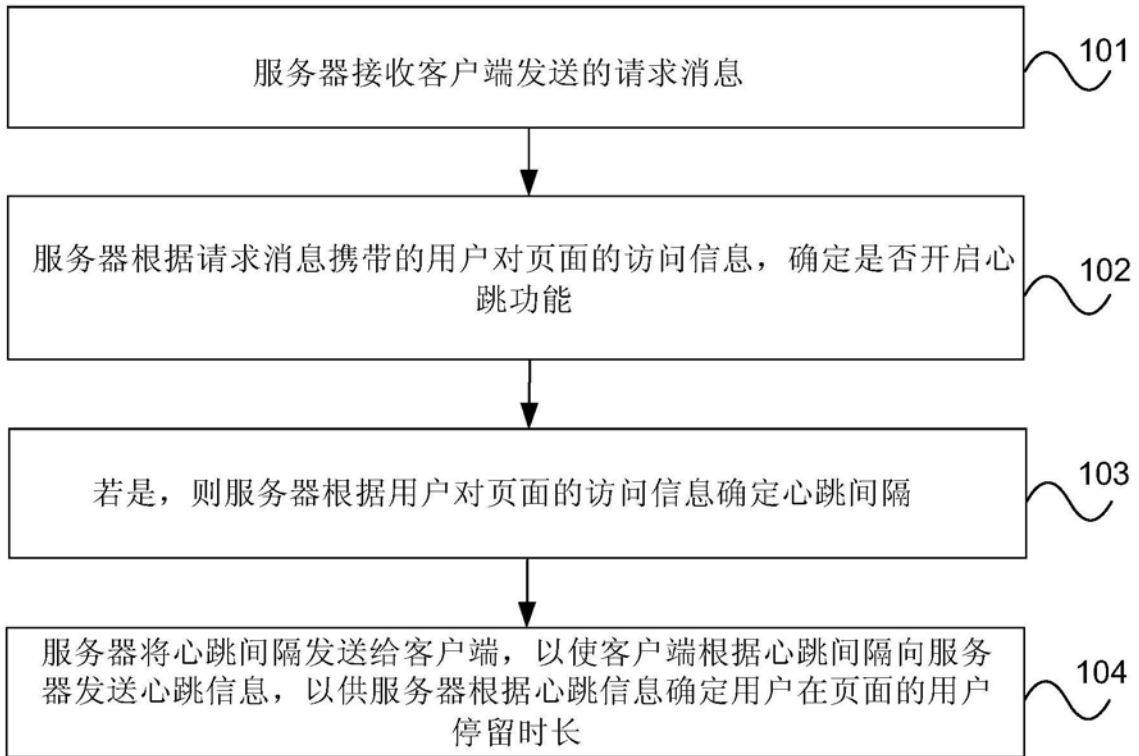 服务器接收客户端发送的请求消息
101
服务器根据请求消息携带的用户对页面的访问信息，确定是否开启心
跳功能
102
若是，则服务器根据用户对页面的访问信息确定心跳间隔
103
服务器将心跳间隔发送给客户端，以使客户端根据心跳间隔向服务
器发送心跳信息，以供服务器根据心跳信息确定用户在页面的用户
停留时长
104